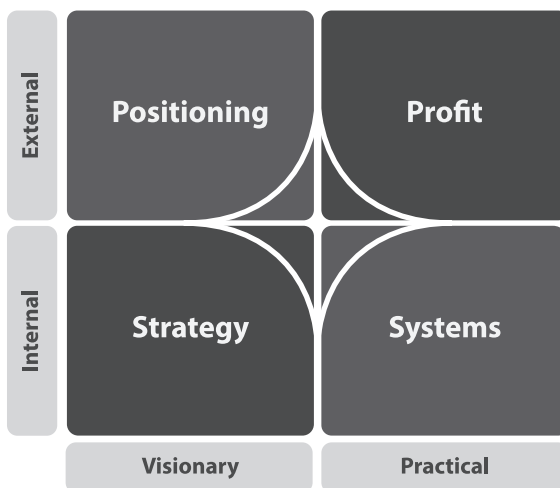 External
Positioning
Profit
Internal
Strategy
Systems
Visionary
Practical